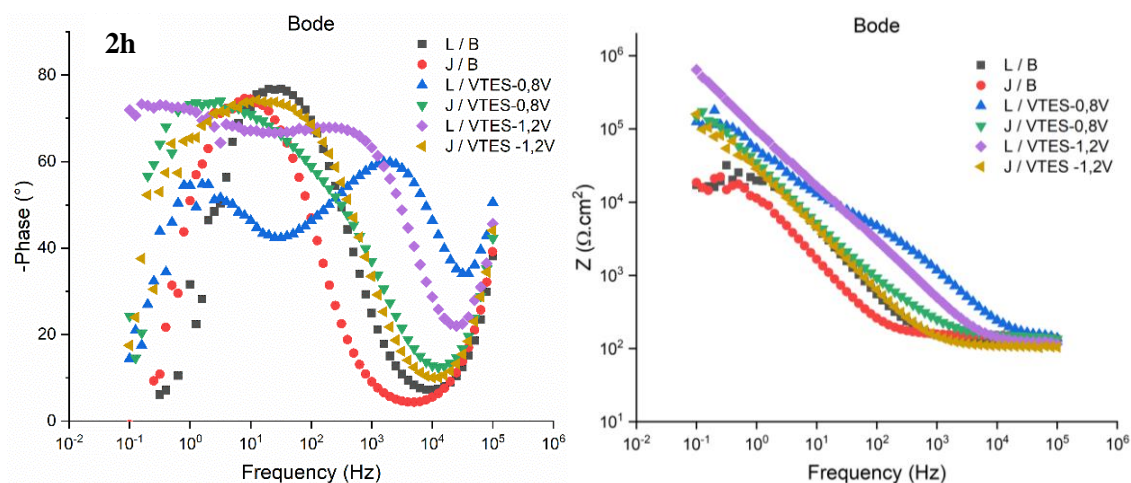 Bode
2h
L / B
J / B
L / VTES-0,8V
J / VTES-0,8V
L / VTES-1,2V
J / VTES -1,2V
80
60
40
20
0
-Phase (°)
10-2
10-1
100
101
102
103
104
105
106
Frequency (Hz)
Bode
L / B
J / B
L / VTES-0,8V
J / VTES-0,8V
L / VTES-1,2V
J / VTES -1,2V
106
105
104
103
102
101
Z (Ω.cm2)
10-2
10-1
100
101
102
103
104
105
106
Frequency (Hz)